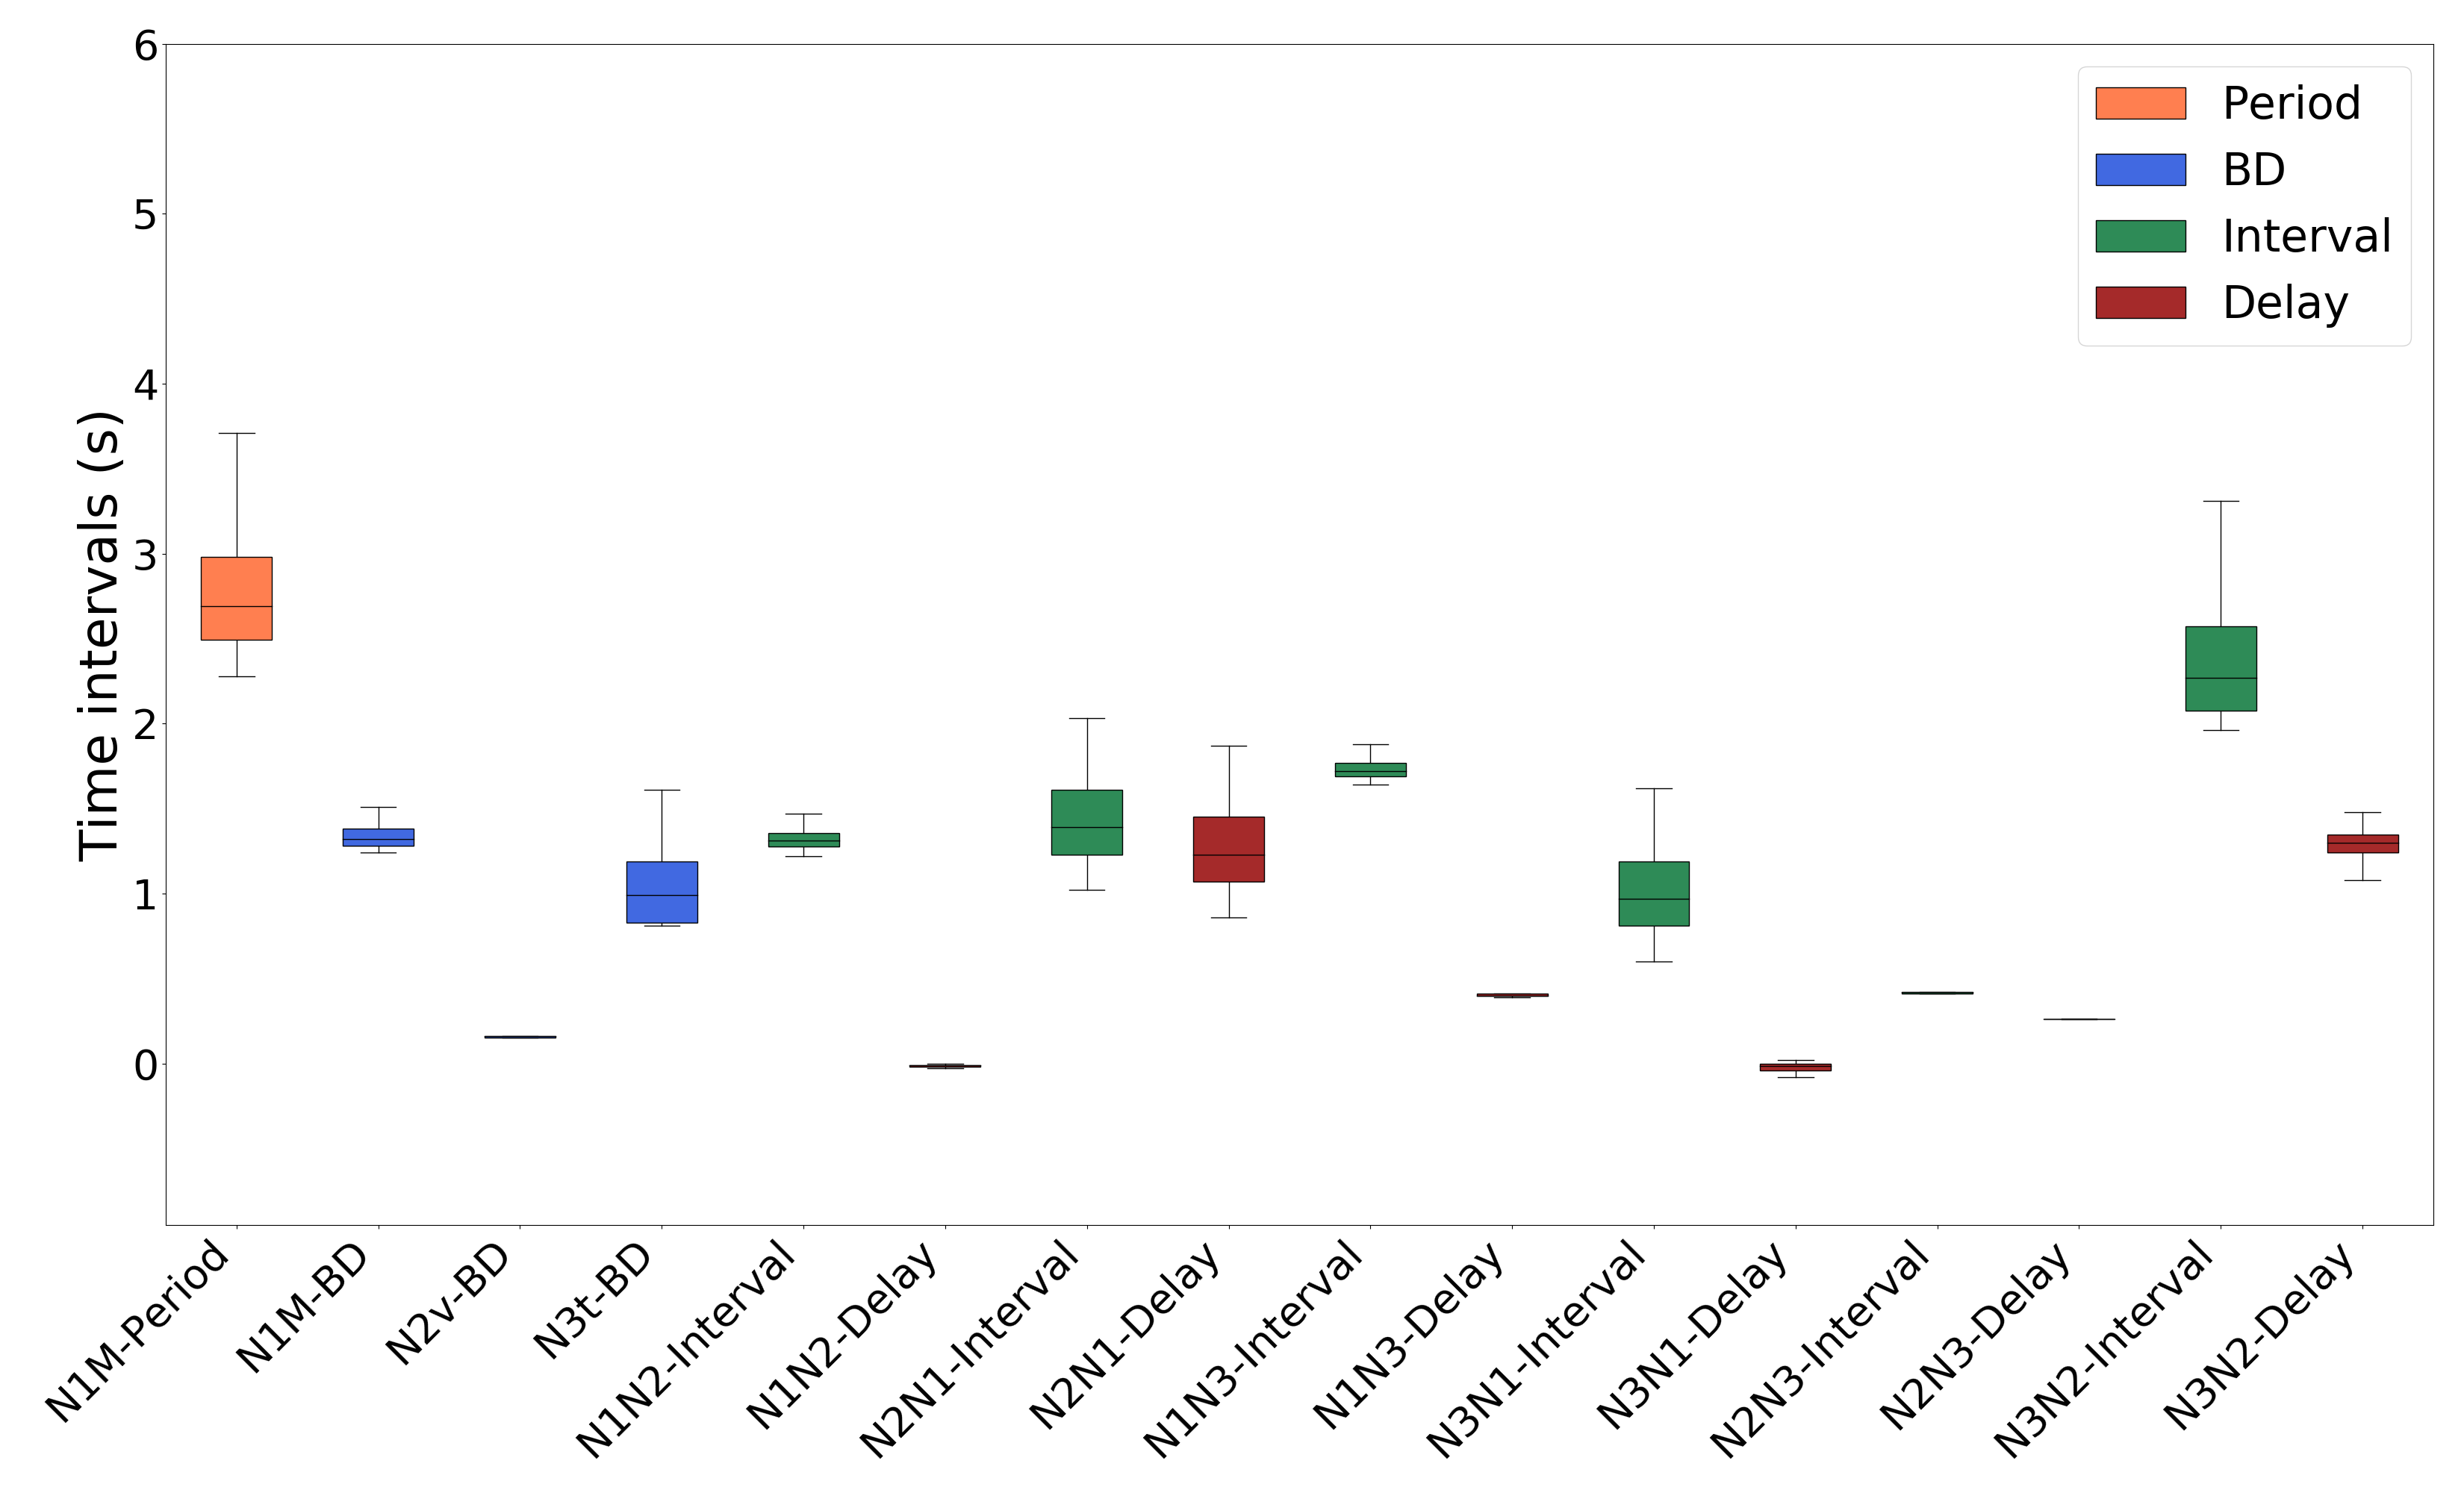 Time intervals (s)
6
5
4
3
2
1
0
Period
BD
Interval
Delay
N1M-Period
N1M-BD
N2v-BD
N3t-BD
N1N2-Interval
N1N2-Delay
N2N1-Interval
N2N1-Delay
N1N3-Interval
N1N3-Delay
N3N1-Interval
N3N1-Delay
N2N3-Interval
N2N3-Delay
N3N2-Interval
N3N2-Delay